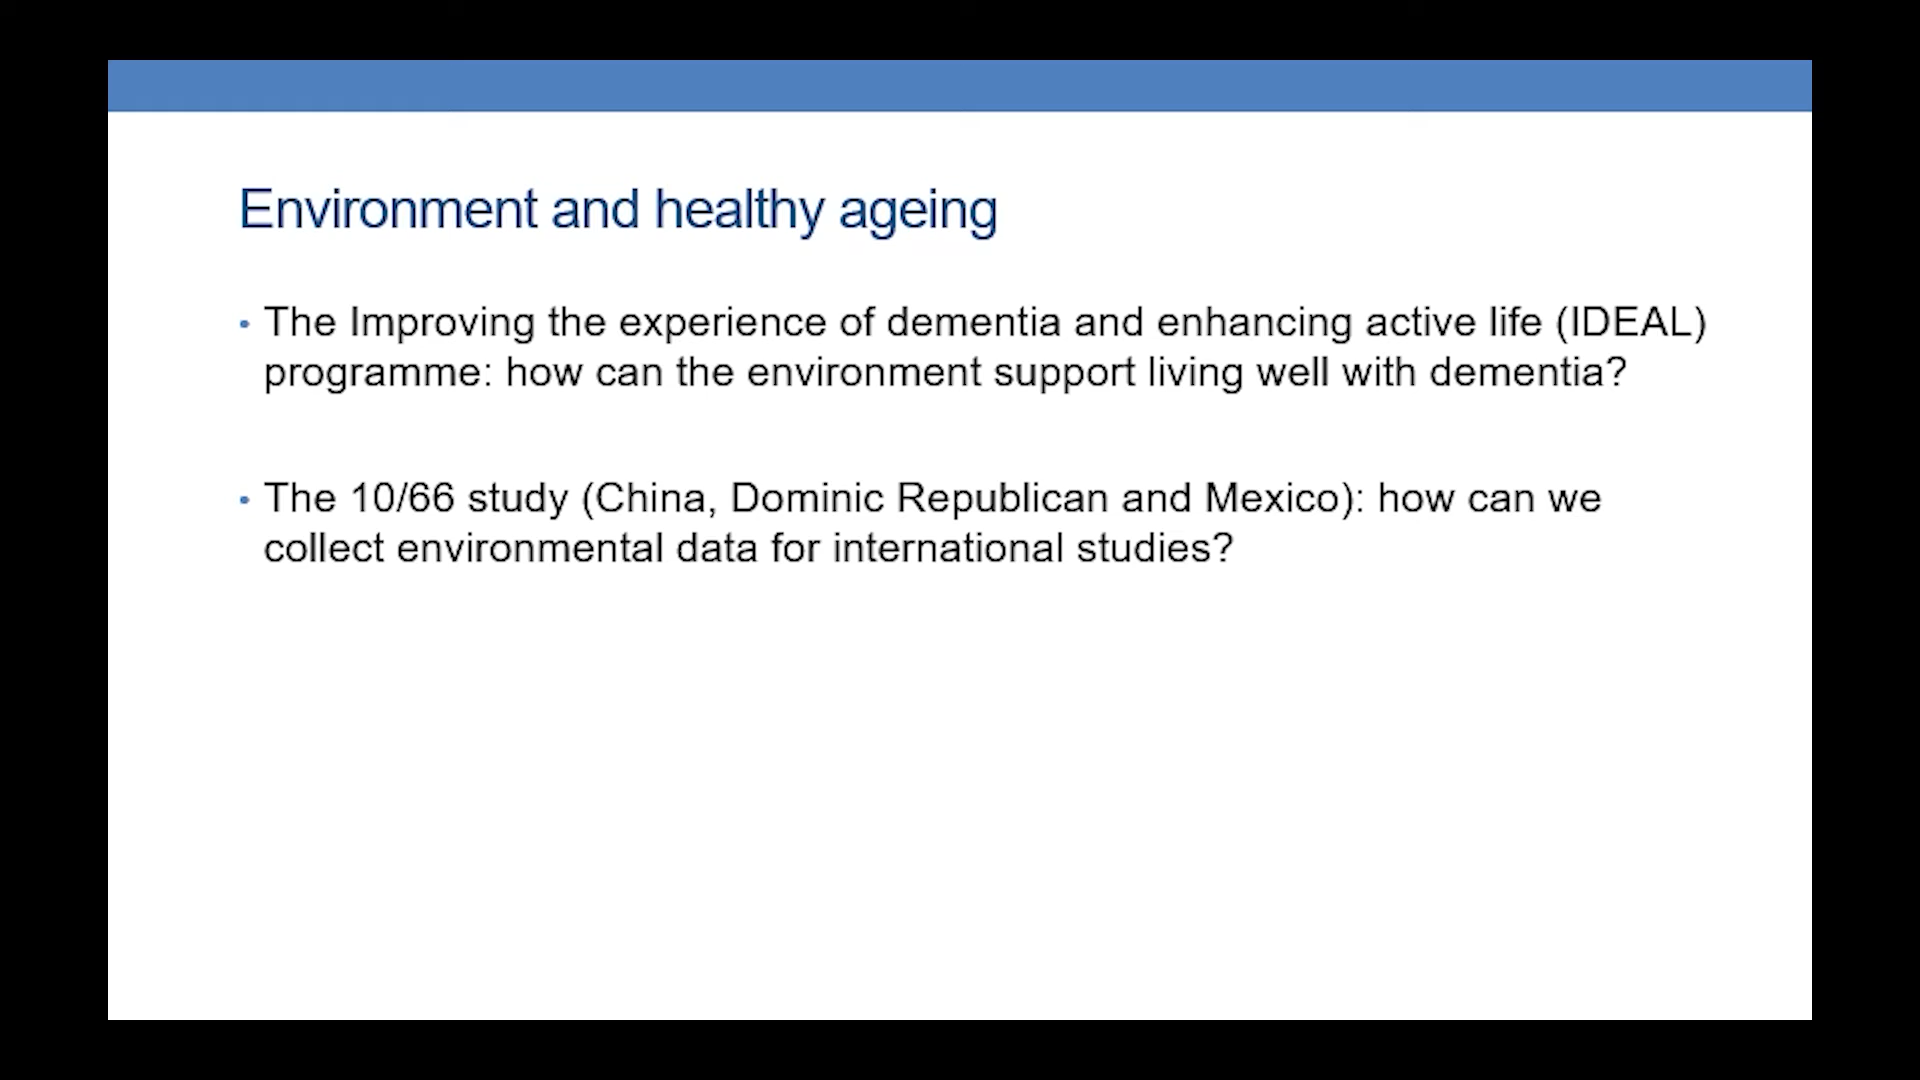 Environment and healthy ageing
• The Improving the experience of dementia and enhancing active life (IDEAL)
programme: how can the environment support living well with dementia?
• The 10/66 study (China, Dominic Republican and Mexico): how can we
collect environmental data for international studies?